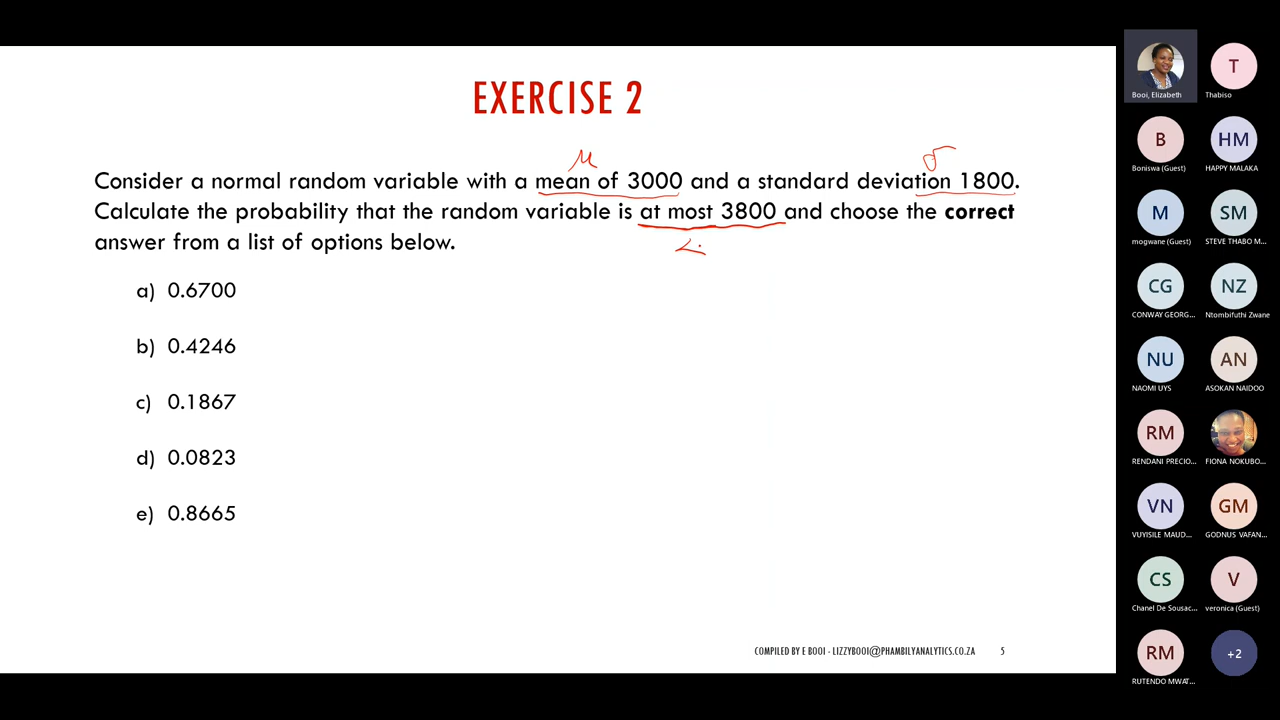 EXERCISE 2
μ σ
Consider a normal random variable with a mean of 3000 and a standard deviation 1800.
Calculate the probability that the random variable is at most 3800 and choose the correct
answer from a list of options below.
a) 0.6700
b) 0.4246
c) 0.1867
d) 0.0823
e) 0.8665
COMPILED BY E BOOI - LIZZYBOOI@PHAMBILYANALYTICS.CO.ZA 5
Booi, Elizabeth
T
Thabiso
B
Boniswa (Guest)
HM
HAPPY MALAKA
M
mogwane (Guest)
SM
STEVE THABO M...
CG
CONWAY GEORG...
NZ
Ntombifuthi Zwane
NU
NAOMI UYS
AN
ASOKAN NAIDOO
RM
RENDANI PRECIO...
FIONA NOKUBO...
VN
VUYISILE MAUD...
GM
GODNUS VAFAN...
CS
Chanel De Sousac...
V
veronica (Guest)
RM
RUTENDO MWAT...
+2